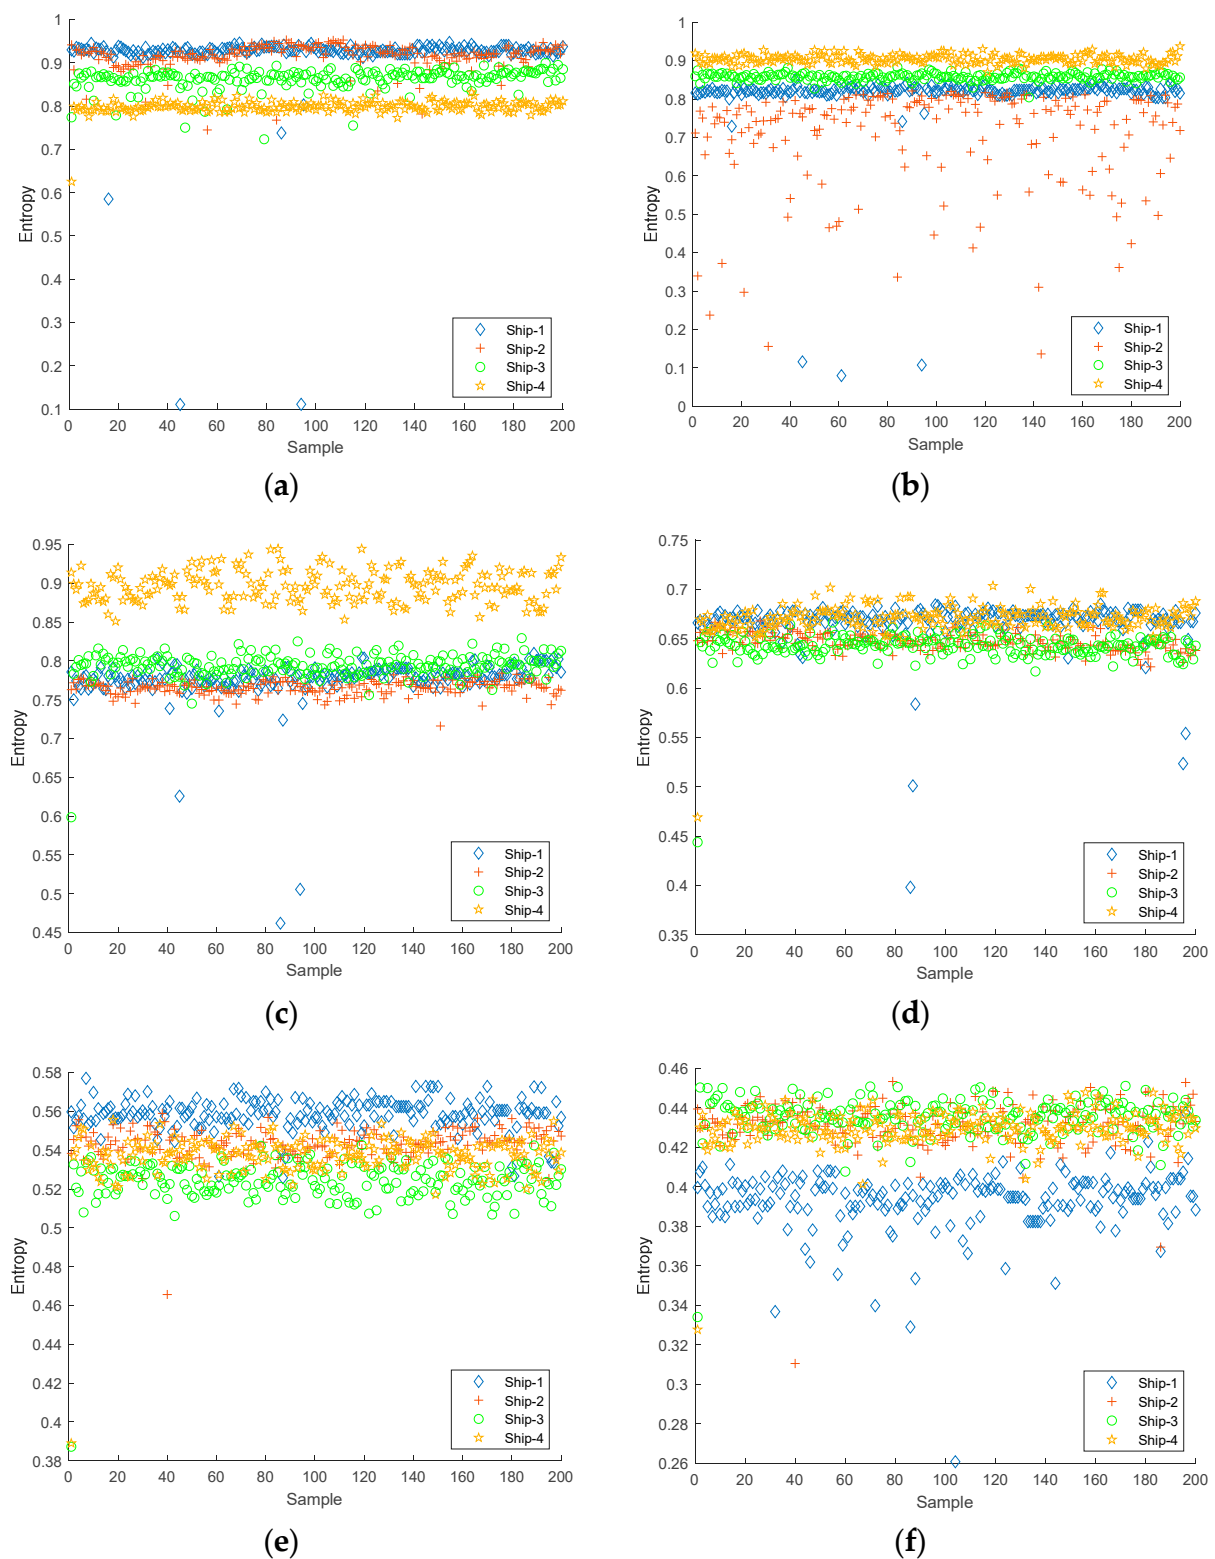 1
0.9
0.8
0.7
0.6
0.5
0.4
0.3
0.2
0.1
Entropy
0 20 40 60 80 100 120 140 160 180 200
Sample
Ship-1
Ship-2
Ship-3
Ship-4
(a)
1
0.9
0.8
0.7
0.6
0.5
0.4
0.3
0.2
0.1
0
Entropy
0 20 40 60 80 100 120 140 160 180 200
Sample
Ship-1
Ship-2
Ship-3
Ship-4
(b)
0.95
0.9
0.85
0.8
0.75
0.7
0.65
0.6
0.55
0.5
0.45
Entropy
0 20 40 60 80 100 120 140 160 180 200
Sample
Ship-1
Ship-2
Ship-3
Ship-4
(c)
0.75
0.7
0.65
0.6
0.55
0.5
0.45
0.4
0.35
Entropy
0 20 40 60 80 100 120 140 160 180 200
Sample
Ship-1
Ship-2
Ship-3
Ship-4
(d)
0.58
0.56
0.54
0.52
0.5
0.48
0.46
0.44
0.42
0.4
0.38
Entropy
0 20 40 60 80 100 120 140 160 180 200
Sample
Ship-1
Ship-2
Ship-3
Ship-4
(e)
0.46
0.44
0.42
0.4
0.38
0.36
0.34
0.32
0.3
0.28
0.26
Entropy
0 20 40 60 80 100 120 140 160 180 200
Sample
Ship-1
Ship-2
Ship-3
Ship-4
(f)